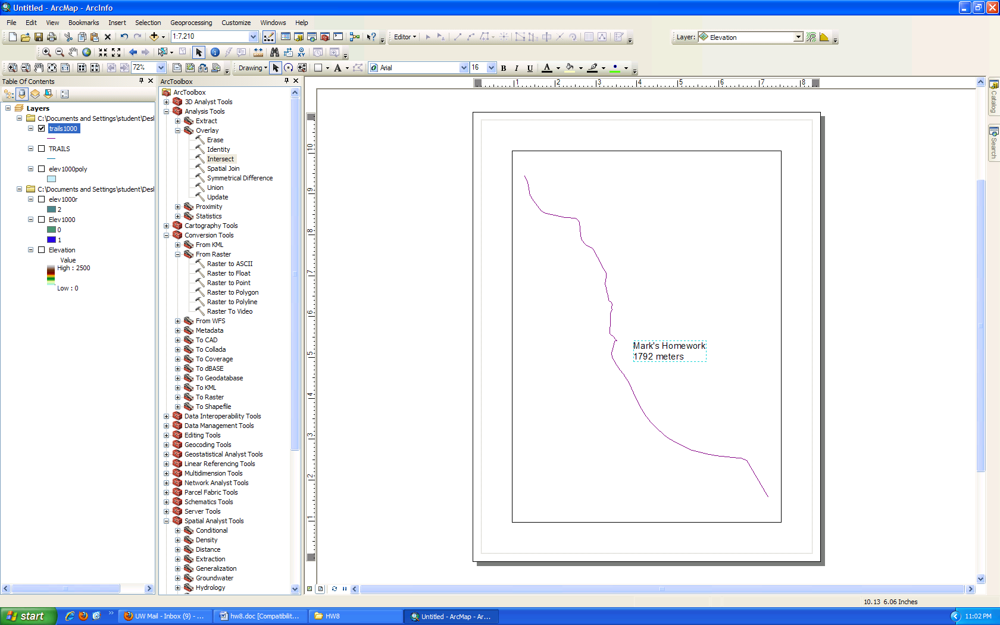 Untitled - ArcMap - ArcInfo
File Edit View Bookmarks Insert Selection Geoprocessing Customize Windows Help
1:7,210
Editor
Layer: Elevation
72%
Drawing
Arial
16
B I U A
Table Of Contents
Layers
C:\Documents and Settings\student\Desl
trails1000
TRAILS
elev1000poly
C:\Documents and Settings\student\Desl
elev1000r
2
Elev1000
0
1
Elevation
Value
High : 2500
Low : 0
ArcToolbox
ArcToolbox
3D Analyst Tools
Analysis Tools
Extract
Overlay
Erase
Identity
Intersect
Spatial Join
Symmetrical Difference
Union
Update
Proximity
Statistics
Cartography Tools
Conversion Tools
From KML
From Raster
Raster to ASCII
Raster to Float
Raster to Point
Raster to Polygon
Raster to Polyline
Raster To Video
From WFS
Metadata
To CAD
To Collada
To Coverage
To dBASE
To Geodatabase
To KML
To Raster
To Shapefile
Data Interoperability Tools
Data Management Tools
Editing Tools
Geocoding Tools
Geostatistical Analyst Tools
Linear Referencing Tools
Multidimension Tools
Network Analyst Tools
Parcel Fabric Tools
Schematics Tools
Server Tools
Spatial Analyst Tools
Conditional
Density
Distance
Extraction
Generalization
Groundwater
Hydrology
1 2 3 4 5 6 7 8
10
9
8
7
6
5
4
3
2
1
Mark's Homework
1792 meters
Catalog
Search
10.13 6.06 Inches
start
UW Mail - Inbox (9) - ...
hw8.doc [Compatibilit...
HW8
Untitled - ArcMap - Ar...
11:02 PM